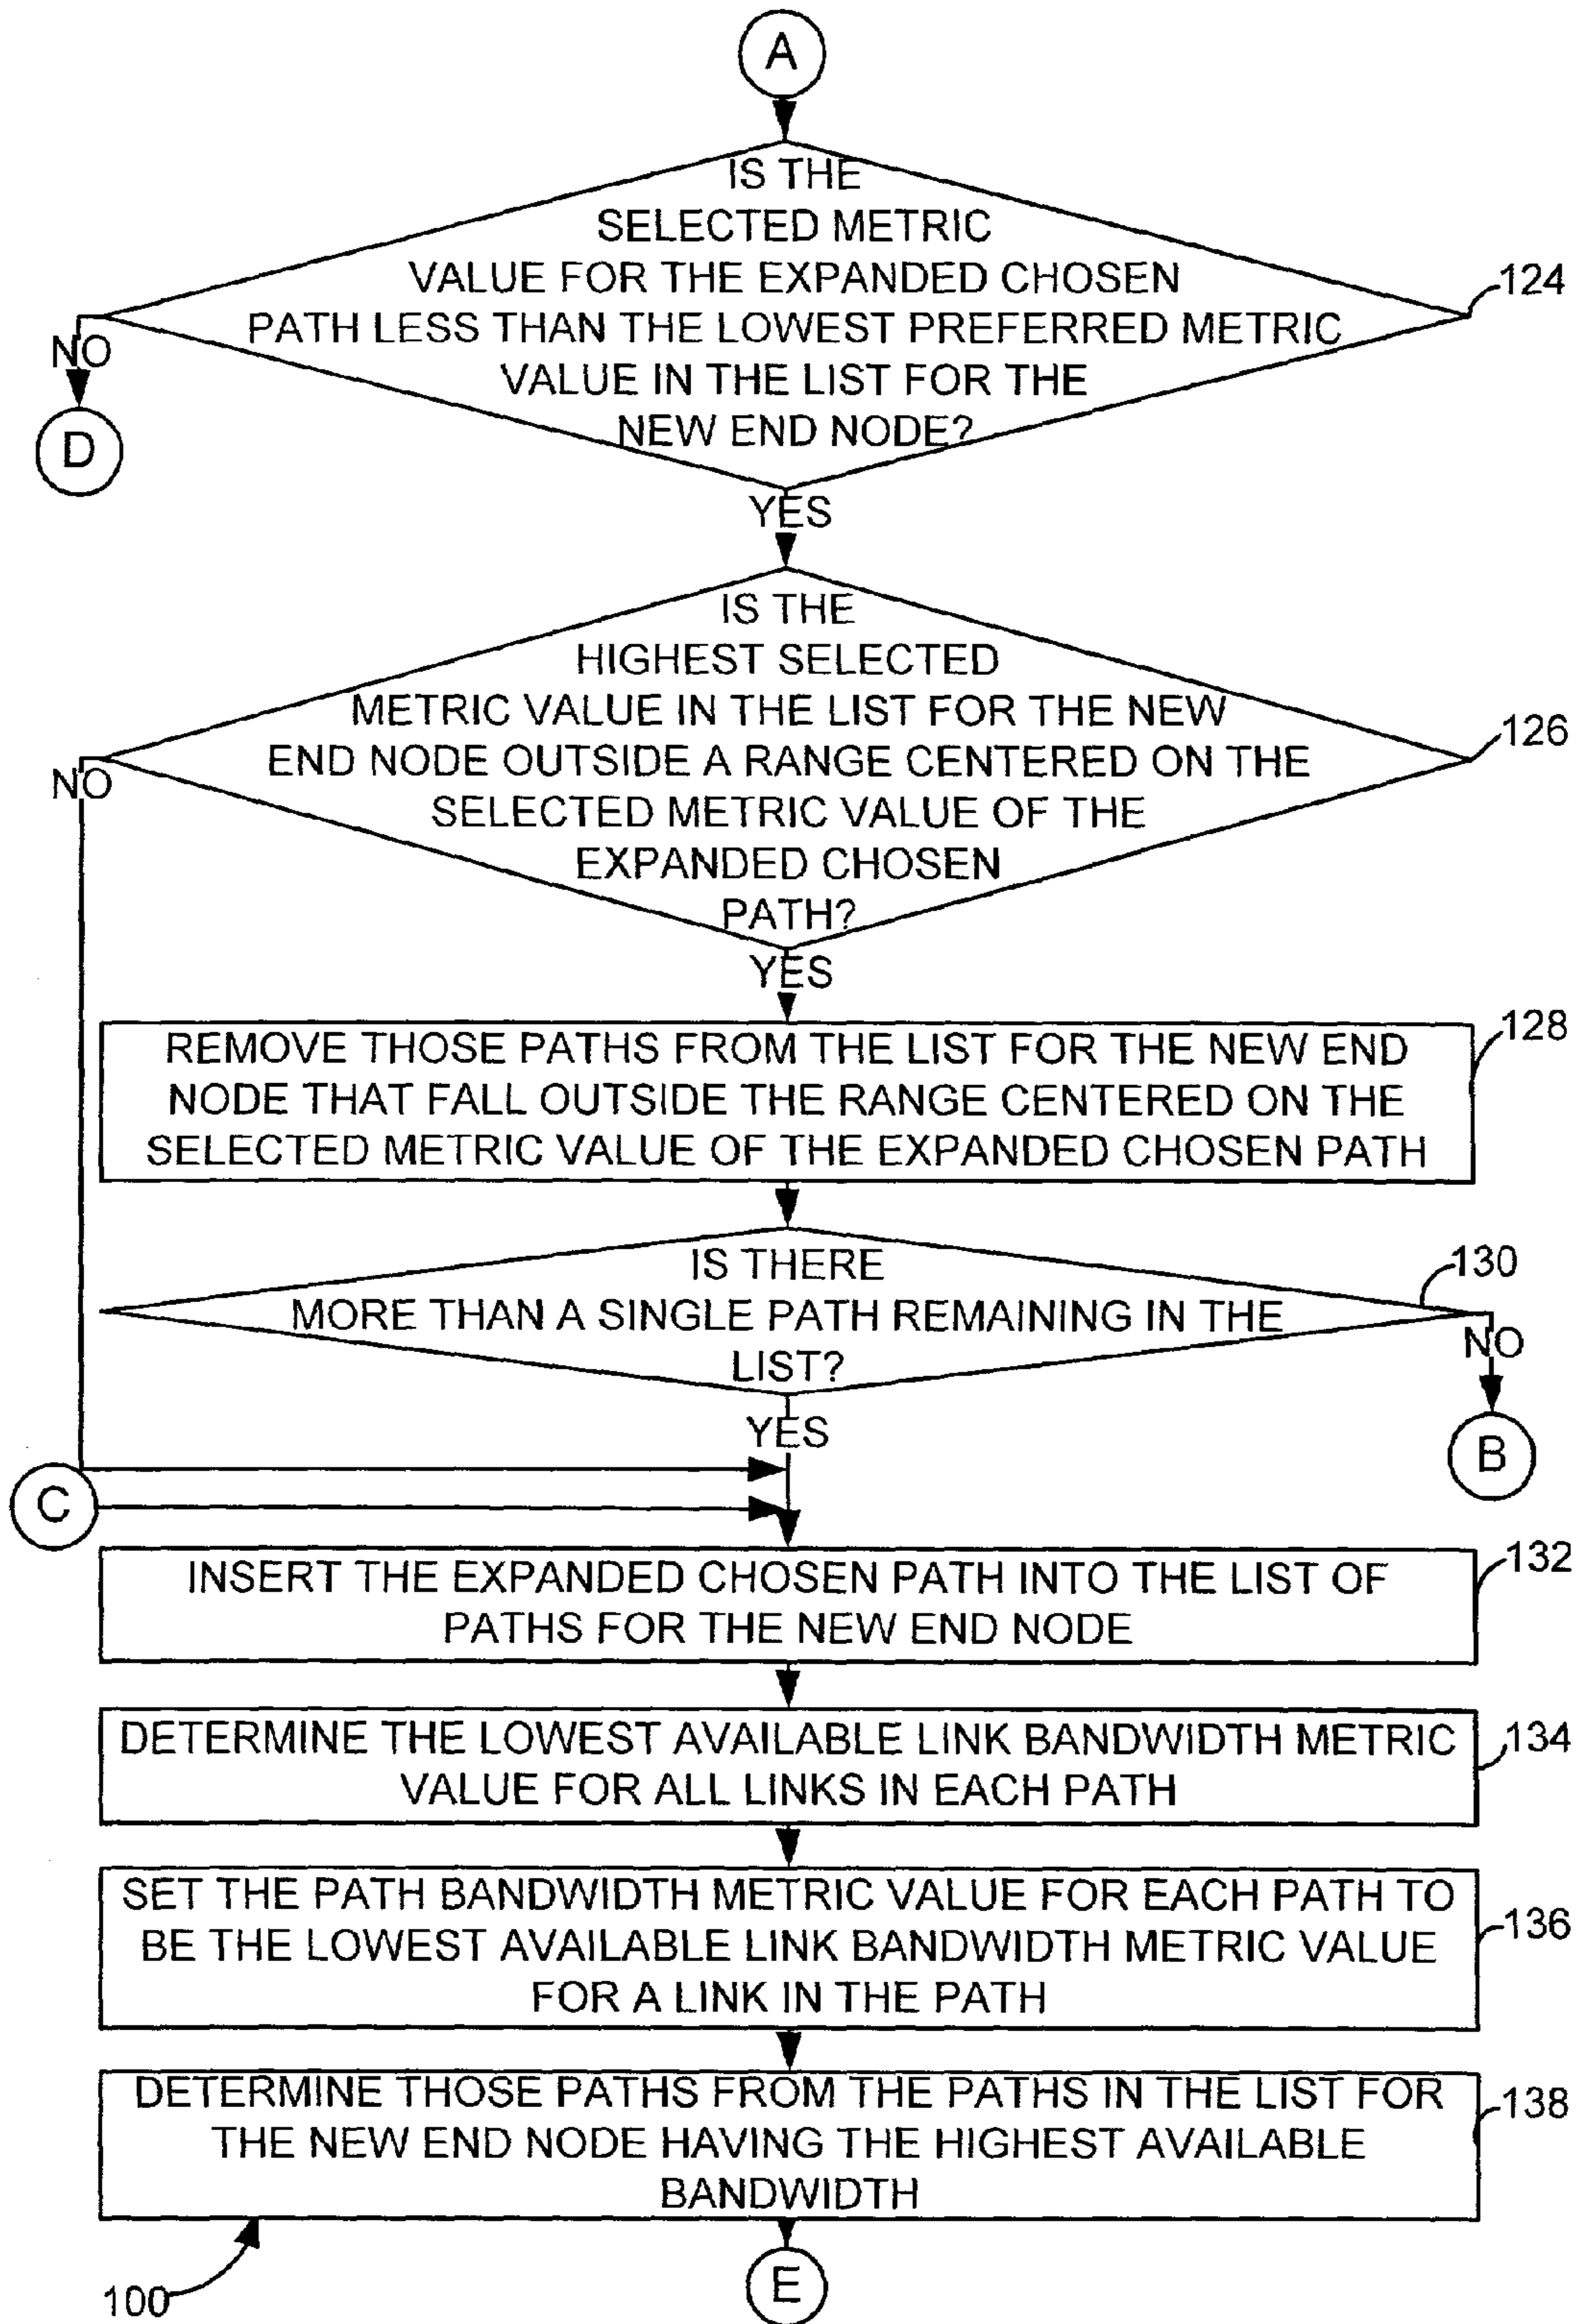 A
IS THE
SELECTED METRIC
VALUE FOR THE EXPANDED CHOSEN
PATH LESS THAN THE LOWEST PREFERRED METRIC
VALUE IN THE LIST FOR THE
NEW END NODE?
124
NO
D
YES
IS THE
HIGHEST SELECTED
METRIC VALUE IN THE LIST FOR THE NEW
END NODE OUTSIDE A RANGE CENTERED ON THE
SELECTED METRIC VALUE OF THE
EXPANDED CHOSEN
PATH?
126
NO
YES
REMOVE THOSE PATHS FROM THE LIST FOR THE NEW END
NODE THAT FALL OUTSIDE THE RANGE CENTERED ON THE
SELECTED METRIC VALUE OF THE EXPANDED CHOSEN PATH
128
IS THERE
MORE THAN A SINGLE PATH REMAINING IN THE
LIST?
130
NO
B
YES
C
INSERT THE EXPANDED CHOSEN PATH INTO THE LIST OF
PATHS FOR THE NEW END NODE
132
DETERMINE THE LOWEST AVAILABLE LINK BANDWIDTH METRIC
VALUE FOR ALL LINKS IN EACH PATH
134
SET THE PATH BANDWIDTH METRIC VALUE FOR EACH PATH TO
BE THE LOWEST AVAILABLE LINK BANDWIDTH METRIC VALUE
FOR A LINK IN THE PATH
136
DETERMINE THOSE PATHS FROM THE PATHS IN THE LIST FOR
THE NEW END NODE HAVING THE HIGHEST AVAILABLE
BANDWIDTH
138
100
E